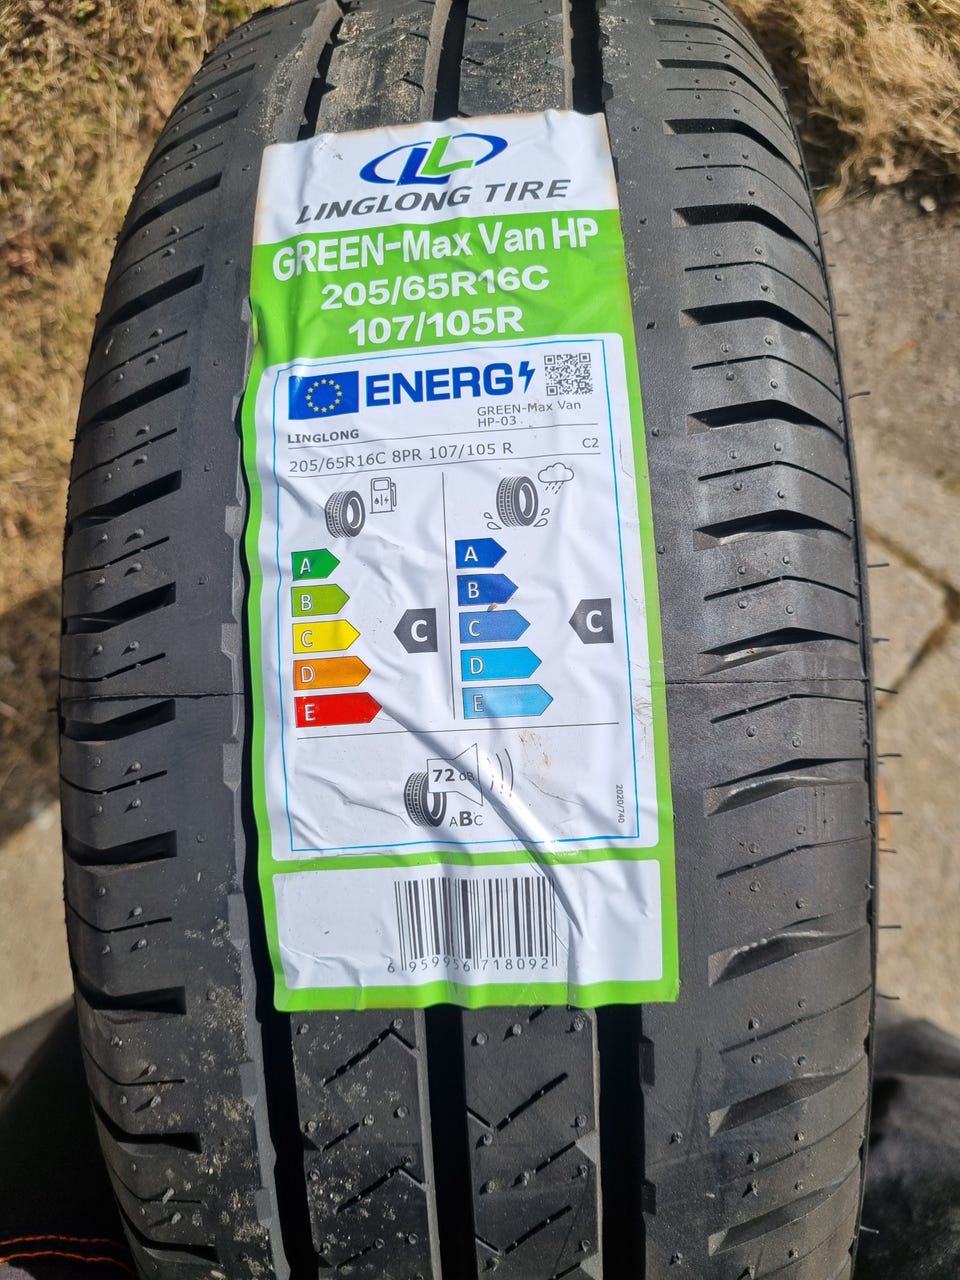 LL
LINGLONG TIRE
GREEN-Max Van HP
205/65R16C
107/105R
ENERG
LINGLONG
GREEN-Max Van
HP-03
205/65R16C 8PR 107/105 R
C2
A
B
C
D
E
C
A
B
C
D
E
C
72 dB
ABC
2020/740
6 959956 718092